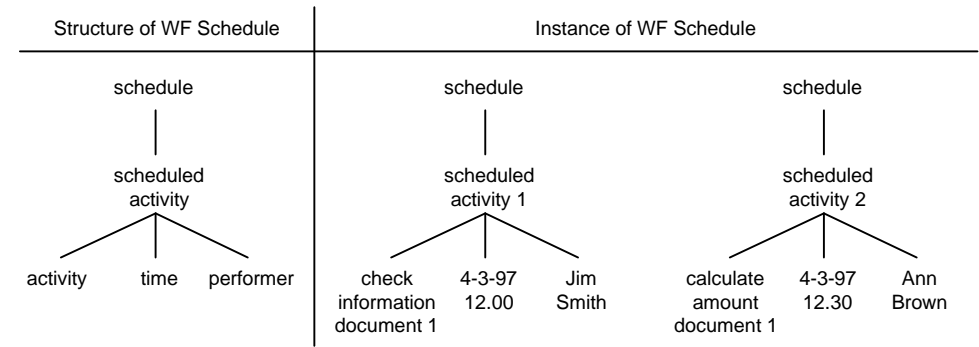 Structure of WF Schedule
Instance of WF Schedule
schedule
scheduled
activity
activity
time
performer
schedule
scheduled
activity 1
check
information
document 1
4-3-97
12.00
Jim
Smith
schedule
scheduled
activity 2
calculate
amount
document 1
4-3-97
12.30
Ann
Brown